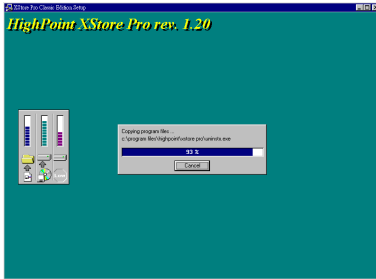 XStore Pro Classic Edition Setup
HighPoint XStore Pro rev. 1.20
Copying program files ...
c:\program files\highpoint\xstore pro\uninvtx.exe
93 %
Cancel